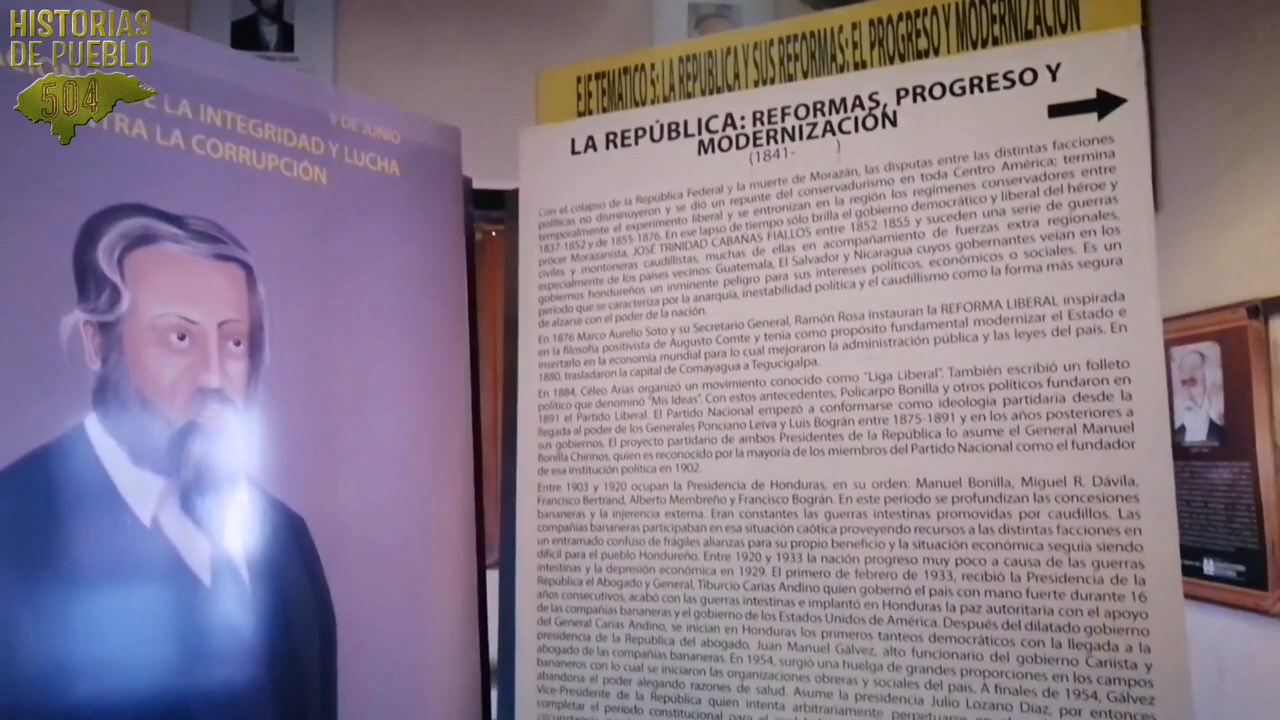 HISTORIAS
DE PUEBLO
504
9 DE JUNIO
E LA INTEGRIDAD Y LUCHA
NTRA LA CORRUPCIÓN
EJE TEMATICO 5: LA REPUBLICA Y SUS REFORMAS: EL PROGRESO Y MODERNIZACIÓN
LA REPÚBLICA: REFORMAS, PROGRESO Y
MODERNIZACIÓN
(1841- )
Con el colapso de la República Federal y la muerte de Morazán, las disputas entre las distintas facciones
políticas no disminuyeron y se dió un repunte del conservadurismo en toda Centro América; termina
temporalmente el experimento liberal y se entronizan en la región los regimenes conservadores entre
1837-1852 y de 1855-1876. En ese lapso de tiempo sólo brilla el gobierno democrático y liberal del héroe y
prócer Morazanista, JOSÉ TRINIDAD CABAÑAS FIALLOS entre 1852-1855 y suceden una serie de guerras
civiles y montoneras caudillistas, muchas de ellas en acompañamiento de fuerzas extra regionales,
especialmente de los países vecinos: Guatemala, El Salvador y Nicaragua cuyos gobernantes veían en los
gobiernos hondureños un inminente peligro para sus intereses políticos, económicos o sociales. Es un
periodo que se caracteriza por la anarquía, inestabilidad política y el caudillismo como la forma más segura
de alzarse con el poder de la nación.
En 1876 Marco Aurelio Soto y su Secretario General, Ramón Rosa instauran la REFORMA LIBERAL inspirada
en la filosofía positivista de Augusto Comte y tenía como propósito fundamental modernizar el Estado e
insertarlo en la economía mundial para lo cual mejoraron la administración pública y las leyes del país. En
1880, trasladaron la capital de Comayagua a Tegucigalpa.
En 1884, Céleo Arias organizó un movimiento conocido como "Liga Liberal". También escribió un folleto
político que denominó "Mis Ideas". Con estos antecedentes, Policarpo Bonilla y otros políticos fundaron en
1891 el Partido Liberal. El Partido Nacional empezó a conformarse como ideología partidaria desde la
llegada al poder de los Generales Ponciano Leiva y Luis Bográn entre 1875-1891 y en los años posteriores a
sus gobiernos. El proyecto partidario de ambos Presidentes de la República lo asume el General Manuel
Bonilla Chirinos, quien es reconocido por la mayoría de los miembros del Partido Nacional como el fundador
de esa institución política en 1902.
Entre 1903 y 1920 ocupan la Presidencia de Honduras, en su orden: Manuel Bonilla, Miguel R. Dávila,
Francisco Bertrand, Alberto Membreño y Francisco Bográn. En este período se profundizan las concesiones
bananeras y la injerencia externa. Eran constantes las guerras intestinas promovidas por caudillos. Las
compañías bananeras participaban en esa situación caótica proveyendo recursos a las distintas facciones en
un entramado confuso de frágiles alianzas para su propio beneficio y la situación económica seguía siendo
difícil para el pueblo Hondureño. Entre 1920 y 1933 la nación progreso muy poco a causa de las guerras
intestinas y la depresión económica en 1929. El primero de febrero de 1933, recibió la Presidencia de la
República el Abogado y General, Tiburcio Carías Andino quien gobernó el país con mano fuerte durante 16
años consecutivos, acabó con las guerras intestinas e implantó en Honduras la paz autoritaria con el apoyo
de las compañías bananeras y el gobierno de los Estados Unidos de América. Después del dilatado gobierno
del General Carías Andino, se inician en Honduras los primeros tanteos democráticos con la llegada a la
presidencia de la República del abogado, Juan Manuel Gálvez, alto funcionario del gobierno Cariísta y
abogado de las compañías bananeras. En 1954, surgió una huelga de grandes proporciones en los campos
bananeros con lo cual se iniciaron las organizaciones obreras y sociales del país. A finales de 1954, Gálvez
abandona el poder alegando razones de salud. Asume la presidencia Julio Lozano Díaz, por entonces
Vice-Presidente de la República quien intenta arbitrariamente
completar el periodo constitucional para el